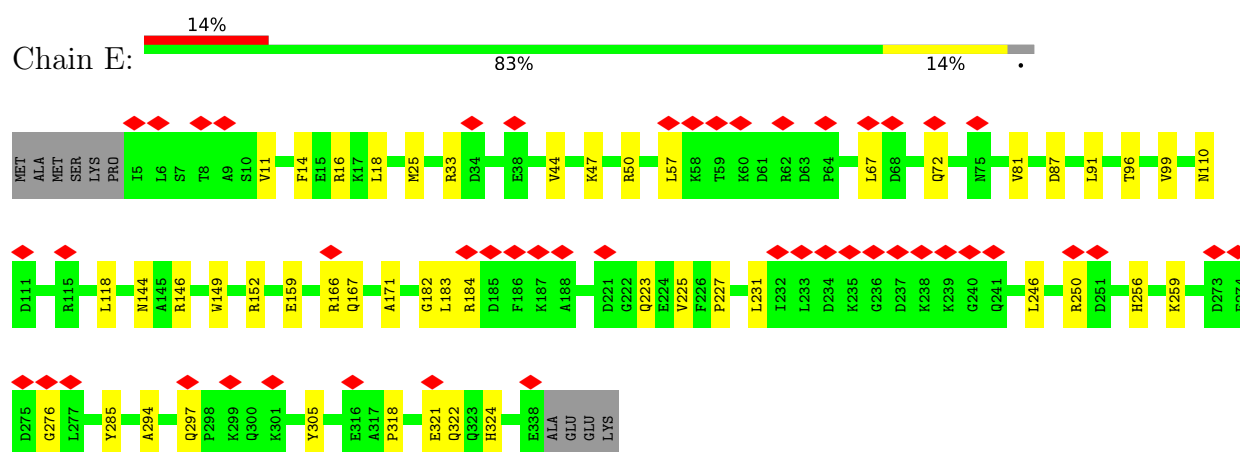 14%
Chain E:
83% 14% •
MET ALA MET SER LYS PRO I5 L6 S7 T8 A9 S10 V11 F14 E15 R16 K17 L18 M25 R33 D34 E38 V44 K47 R50 L57 K58 T59 K60 D61 R62 D63 P64 L67 D68 Q72 N75 V81 D87 L91 T96 V99 N110
D111 R115 L118 N144 A145 R146 W149 R152 E159 R166 Q167 A171 G182 L183 R184 D185 F186 K187 A188 D221 G222 Q223 E224 V225 F226 P227 L231 I232 L233 D234 K235 G236 D237 K238 K239 G240 Q241 L246 R250 D251 H256 K259 D273
D275 G276 L277 Y285 A294 Q297 P298 K299 Q300 K301 Y305 E316 A317 P318 E321 Q322 Q323 H324 E338 ALA GLU GLU LYS